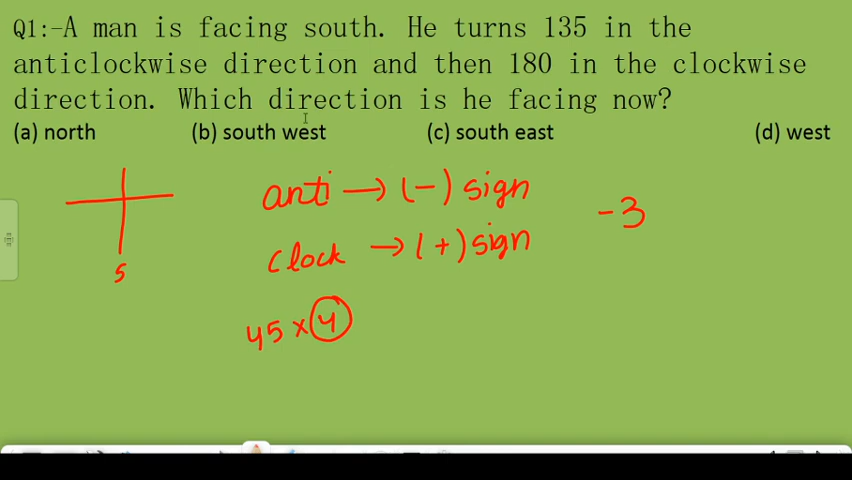 Q1:-A man is facing south. He turns 135 in the
anticlockwise direction and then 180 in the clockwise
direction. Which direction is he facing now?
(a) north (b) south west (c) south east (d) west
anti → (-) sign -3
clock → (+) sign
S
45 x 4